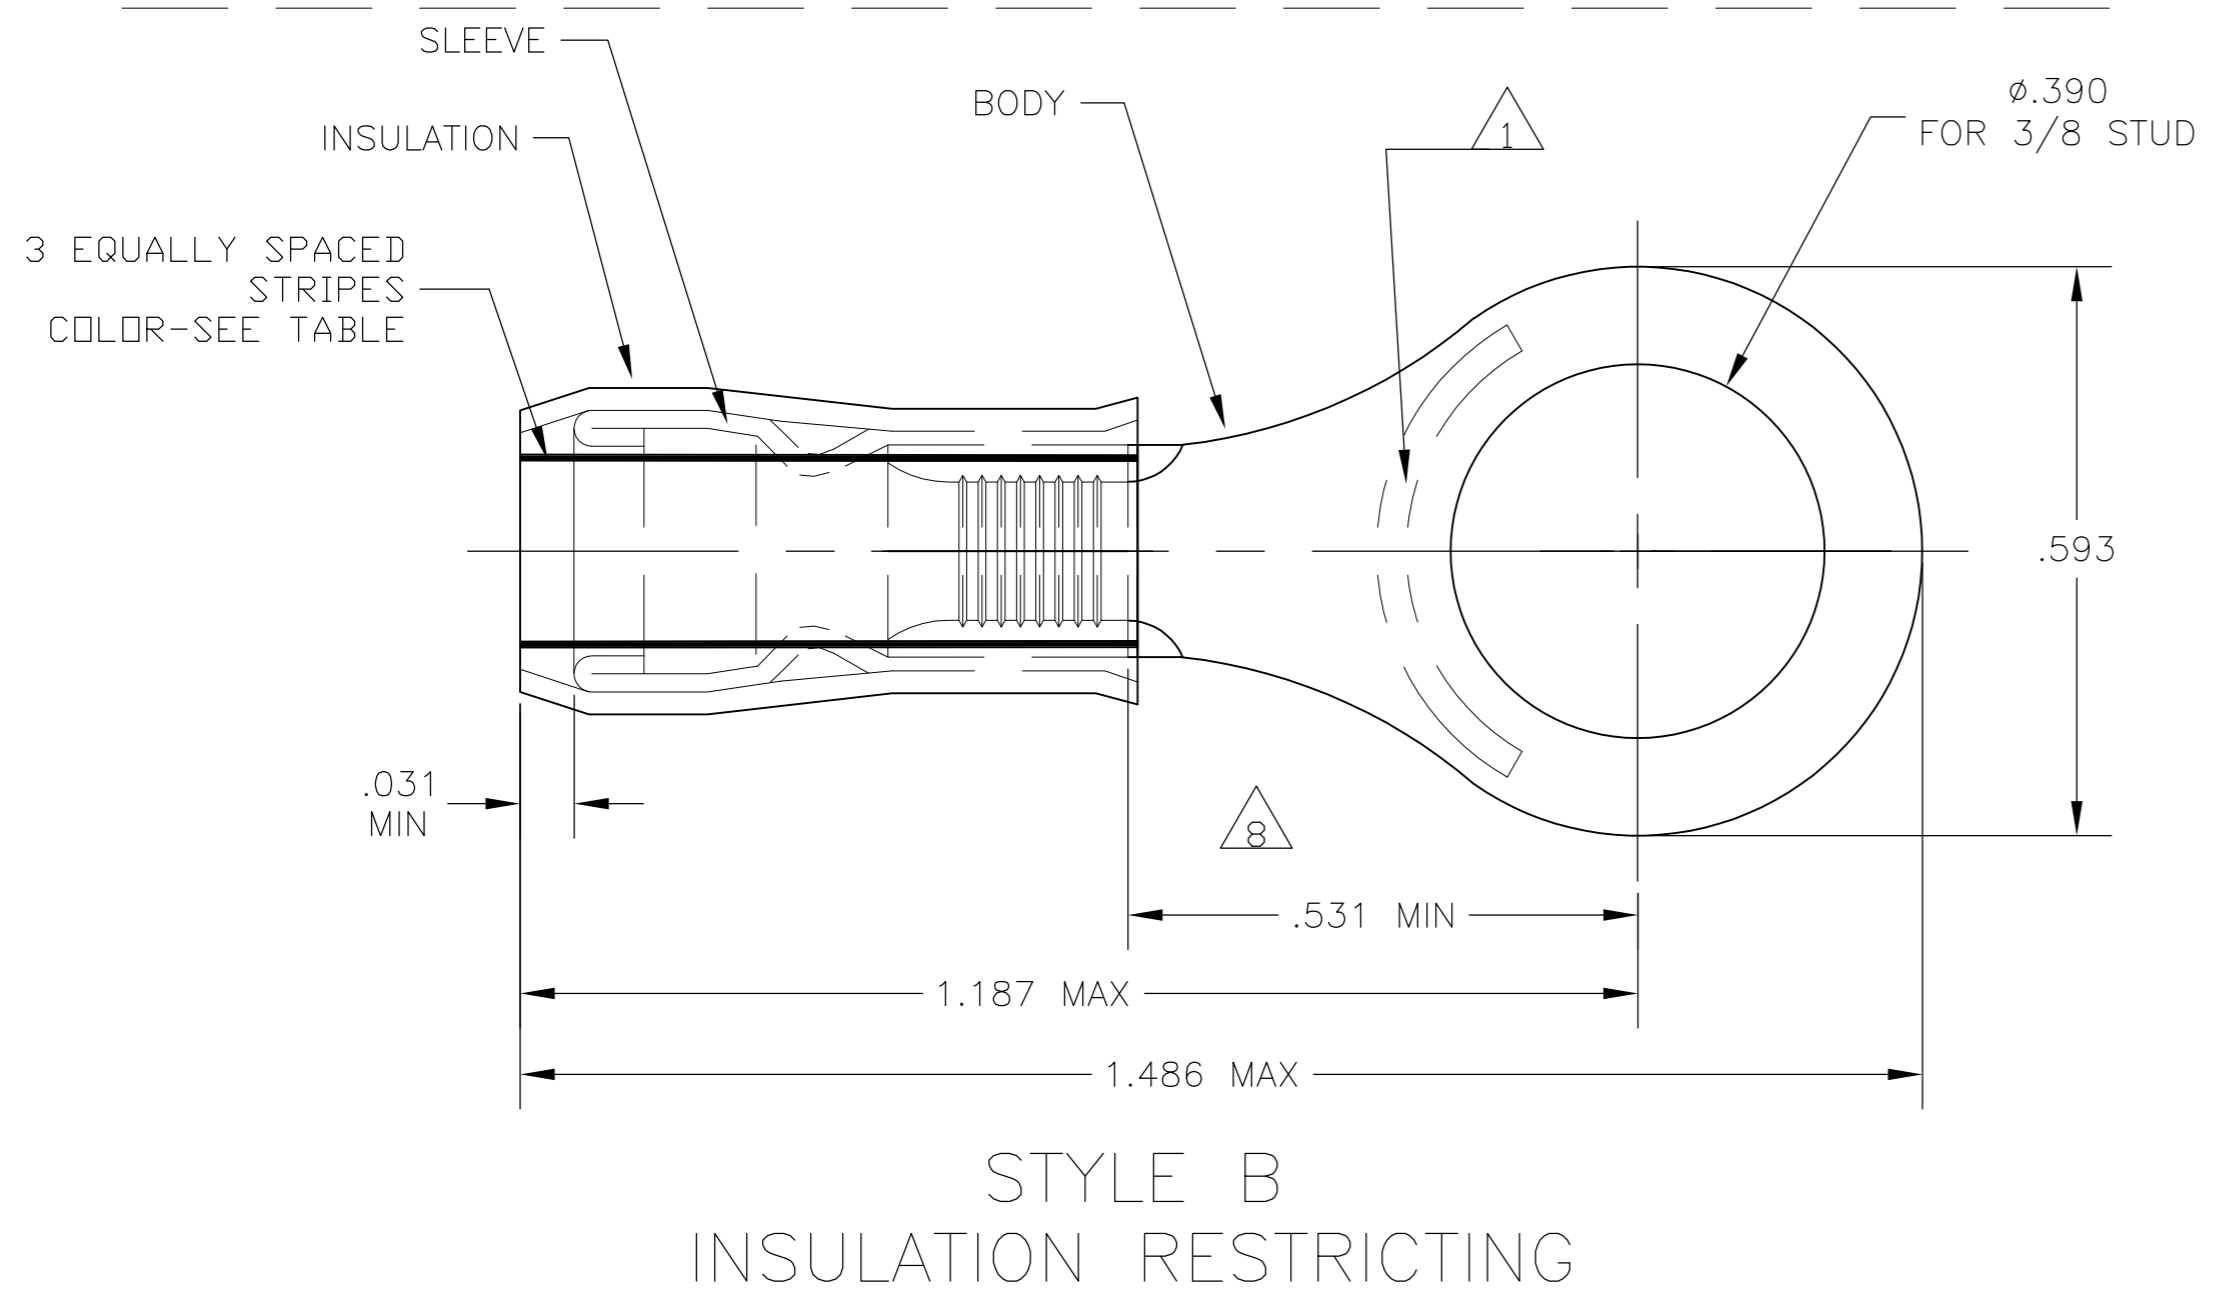 SLEEVE
BODY
1
Ø.390
FOR 3/8 STUD
INSULATION
3 EQUALLY SPACED
STRIPES
COLOR-SEE TABLE
.593
.031
MIN
8
.531 MIN
1.187 MAX
1.486 MAX
STYLE B
INSULATION RESTRICTING